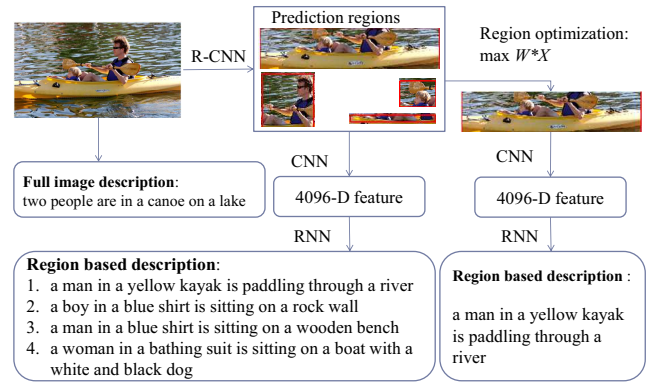 Prediction regions
R-CNN
Region optimization:
max W*X
CNN
CNN
Full image description:
two people are in a canoe on a lake
4096-D feature
4096-D feature
RNN
RNN
Region based description:
1. a man in a yellow kayak is paddling through a river
2. a boy in a blue shirt is sitting on a rock wall
3. a man in a blue shirt is sitting on a wooden bench
4. a woman in a bathing suit is sitting on a boat with a
white and black dog
Region based description :
a man in a yellow kayak
is paddling through a
river